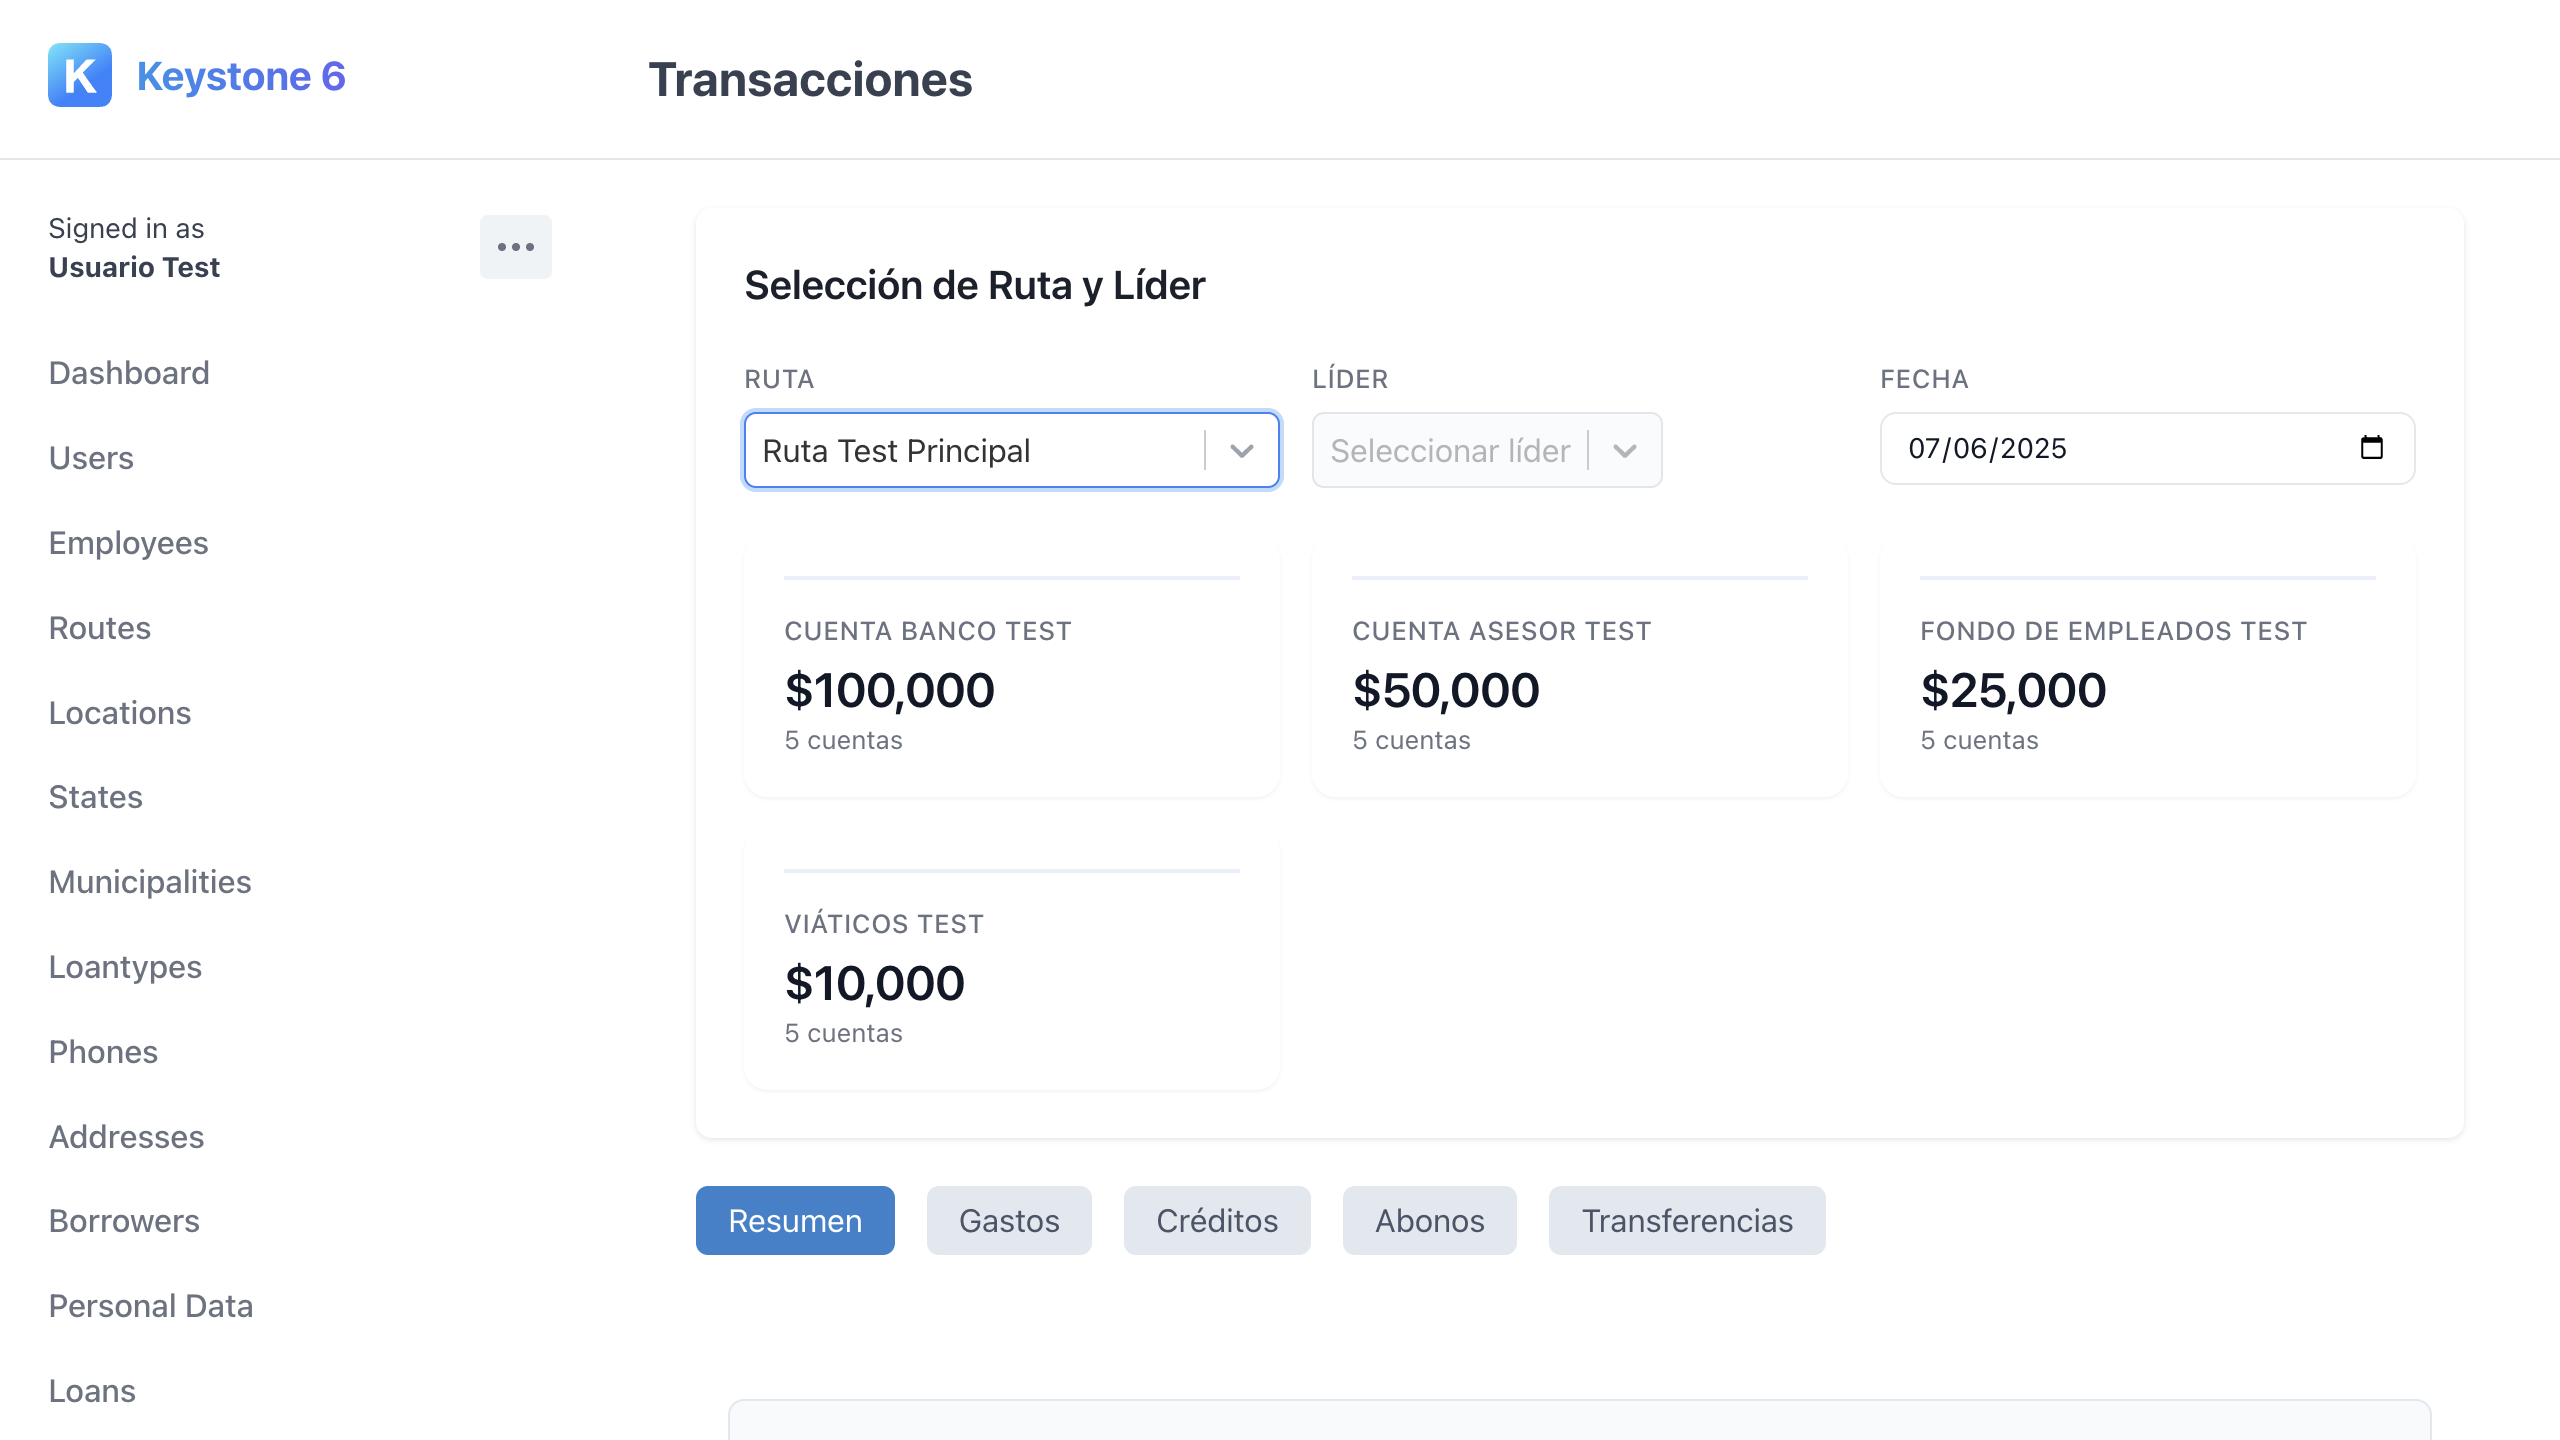 K Keystone 6
Transacciones
Signed in as
Usuario Test
Dashboard
Users
Employees
Routes
Locations
States
Municipalities
Loantypes
Phones
Addresses
Borrowers
Personal Data
Loans
Selección de Ruta y Líder
RUTA
LÍDER
FECHA
Ruta Test Principal
Seleccionar líder
07/06/2025
CUENTA BANCO TEST
$100,000
5 cuentas
CUENTA ASESOR TEST
$50,000
5 cuentas
FONDO DE EMPLEADOS TEST
$25,000
5 cuentas
VIÁTICOS TEST
$10,000
5 cuentas
Resumen
Gastos
Créditos
Abonos
Transferencias